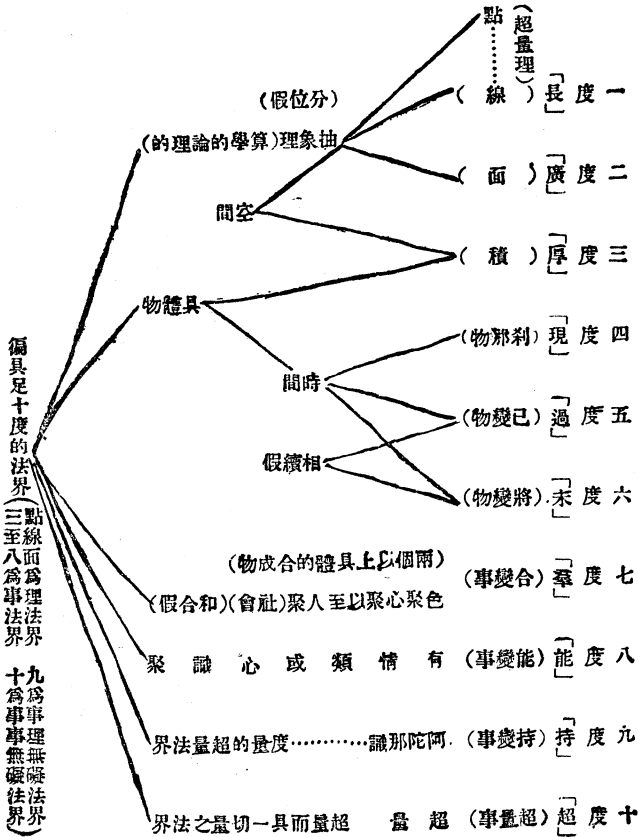 (超量理)
點
一度「長」(線)
二度「廣」(面)
三度「厚」(積)
四度「現」(刹那物)
五度「過」(已變物)
六度「末」(將變物)
七度「羣」(合變事)
八度「能」(能變事)
九度「持」(持變事)
十度「超」(超量事)
(分位假)
抽象理(算學的論理的)
空間
具體物
時間
相續假
(兩個以上具體的合成物)
色聚心聚以至人聚(社會)(和合假)
有情類或心識聚
阿陀那識…………度量的超量法界
超量 超量而具一切量之法界
徧具足十度的法界
(點線面爲理法界 九爲事理無礙法界
三至八爲事法界 十爲事事無礙法界)